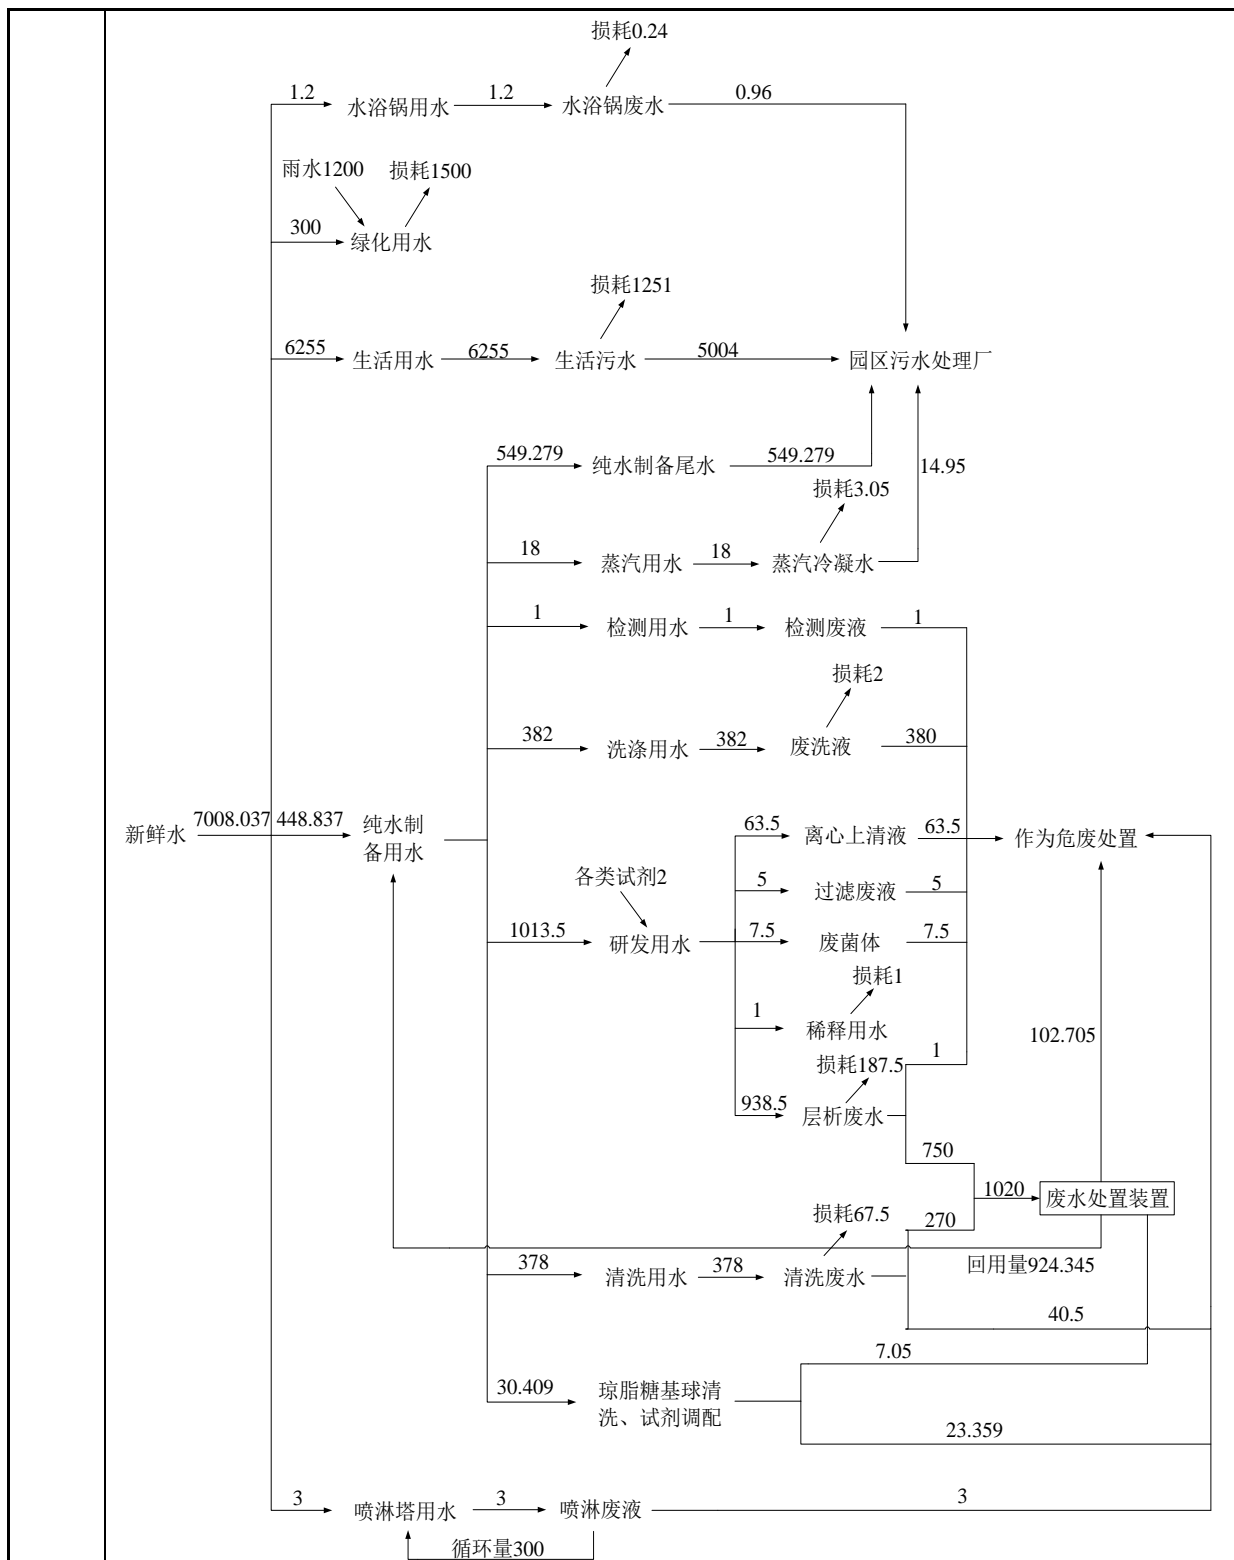 损耗0.24
1.2
水浴锅用水
1.2
水浴锅废水
0.96
雨水1200
损耗1500
300
绿化用水
损耗1251
6255
生活用水
6255
生活污水
5004
园区污水处理厂
549.279
纯水制备尾水
549.279
14.95
损耗3.05
18
蒸汽用水
18
蒸汽冷凝水
1
检测用水
1
检测废液
1
损耗2
382
洗涤用水
382
废洗液
380
新鲜水
7008.037
448.837
纯水制
备用水
63.5
离心上清液
63.5
作为危废处置
各类试剂2
5
过滤废液
5
1013.5
研发用水
7.5
废菌体
7.5
损耗1
1
稀释用水
102.705
损耗187.5
1
938.5
层析废水
750
1020
废水处置装置
损耗67.5
270
回用量924.345
378
清洗用水
378
清洗废水
40.5
7.05
30.409
琼脂糖基球清
洗、试剂调配
23.359
3
喷淋塔用水
3
喷淋废液
3
循环量300